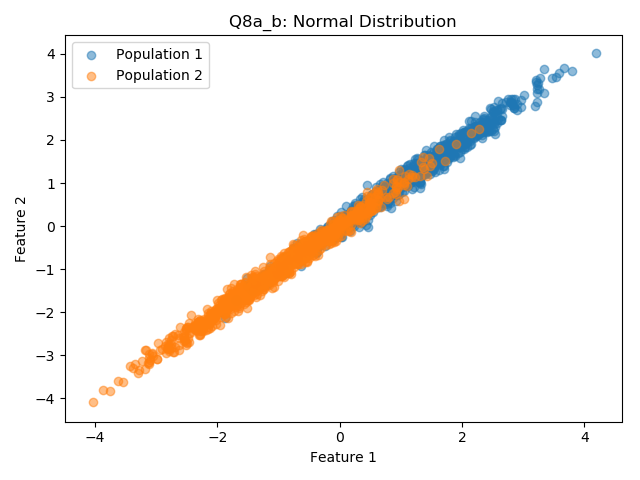 Q8a_b: Normal Distribution
Population 1
Population 2
4
3
2
1
0
−1
−2
−3
−4
Feature 2
−4
−2
0
2
4
Feature 1